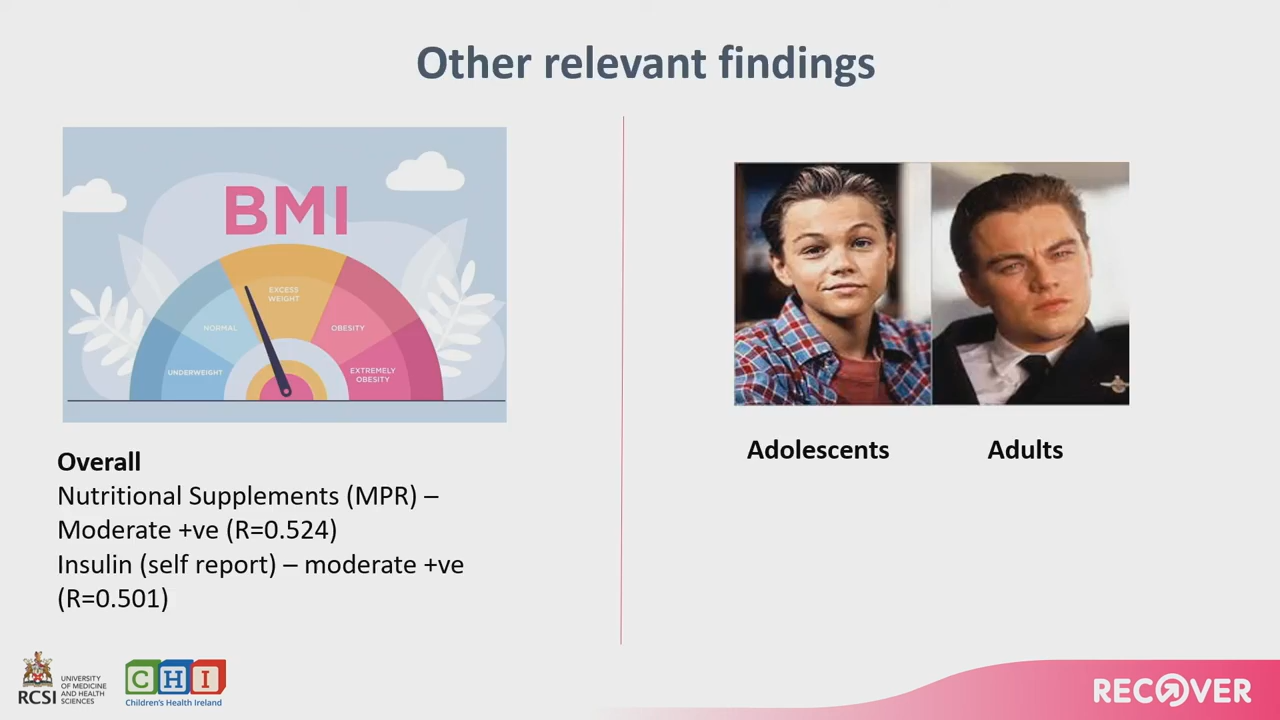 Other relevant findings
BMI
EXCESS
WEIGHT
NORMAL
OBESITY
UNDERWEIGHT
EXTREMELY
OBESITY
Overall
Nutritional Supplements (MPR) –
Moderate +ve (R=0.524)
Insulin (self report) – moderate +ve
(R=0.501)
Adolescents
Adults
RCSI
UNIVERSITY
OF MEDICINE
AND HEALTH
SCIENCES
CHI
Children's Health Ireland
RECOVER